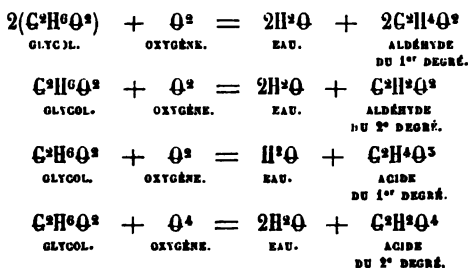 2(C²H⁶O²) + O² = 2H²O + 2C²H⁴O²
GLYCOL. OXYGÈNE. EAU. ALDÉHYDE
DU 1ᵉʳ DEGRÉ.
C²H⁶O² + O² = 2H²O + C²H²O²
GLYCOL. OXYGÈNE. EAU. ALDÉHYDE
DU 2ᵉ DEGRÉ.
C²H⁶O² + O² = H²O + C²H⁴O³
GLYCOL. OXYGÈNE. EAU. ACIDE
DU 1ᵉʳ DEGRÉ.
C²H⁶O² + O⁴ = 2H²O + C²H²O⁴
GLYCOL. OXYGÈNE. EAU. ACIDE
DU 2ᵉ DEGRÉ.